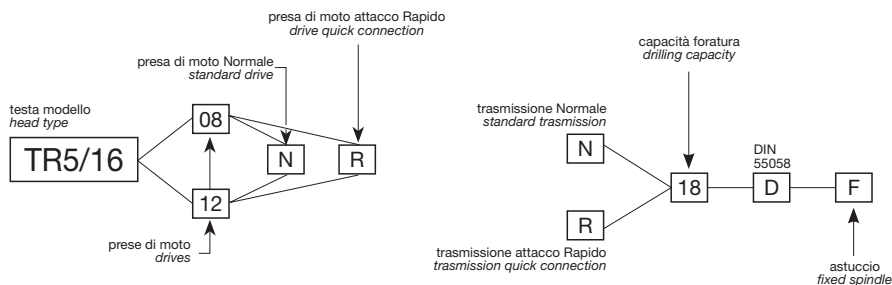 presa di moto attacco Rapido
drive quick connection
presa di moto Normale
standard drive
testa modello
head type
TR5/16
08
N
R
12
prese di moto
drives
capacità foratura
drilling capacity
trasmissione Normale
standard trasmission
N
DIN
55058
18
D
F
R
trasmissione attacco Rapido
trasmission quick connection
astuccio
fixed spindle